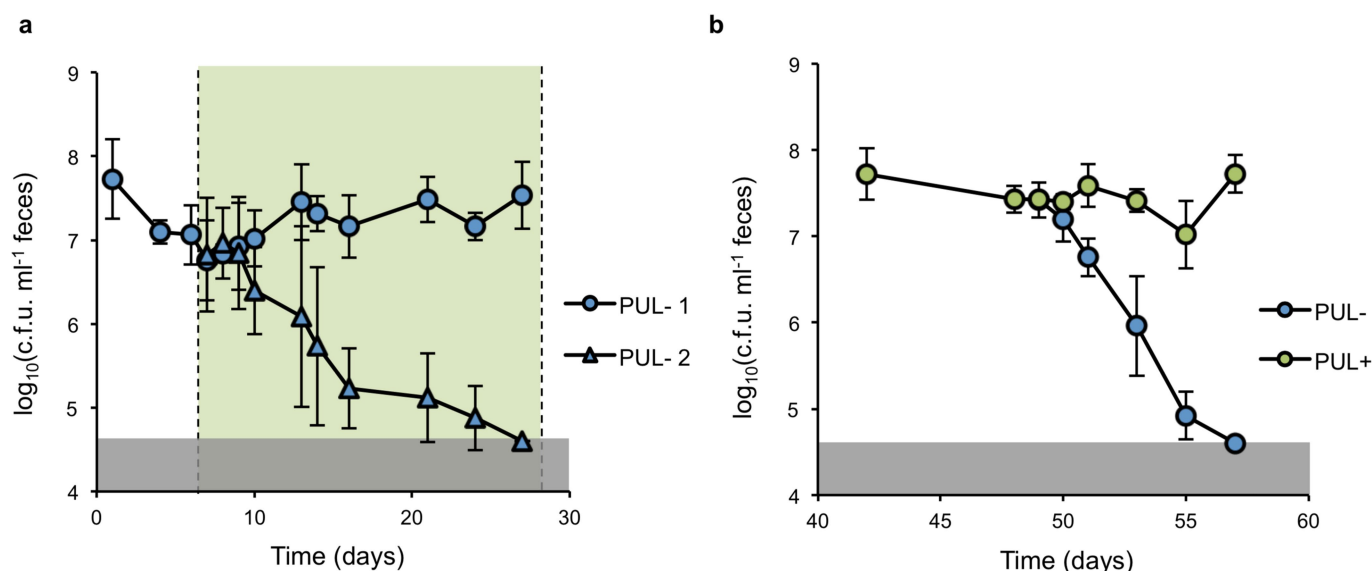 a
log₁₀(c.f.u. ml⁻¹ feces)
9
8
7
6
5
4
0
10
20
30
Time (days)
PUL- 1
PUL- 2
b
log₁₀(c.f.u. ml⁻¹ feces)
9
8
7
6
5
4
40
45
50
55
60
Time (days)
PUL-
PUL+